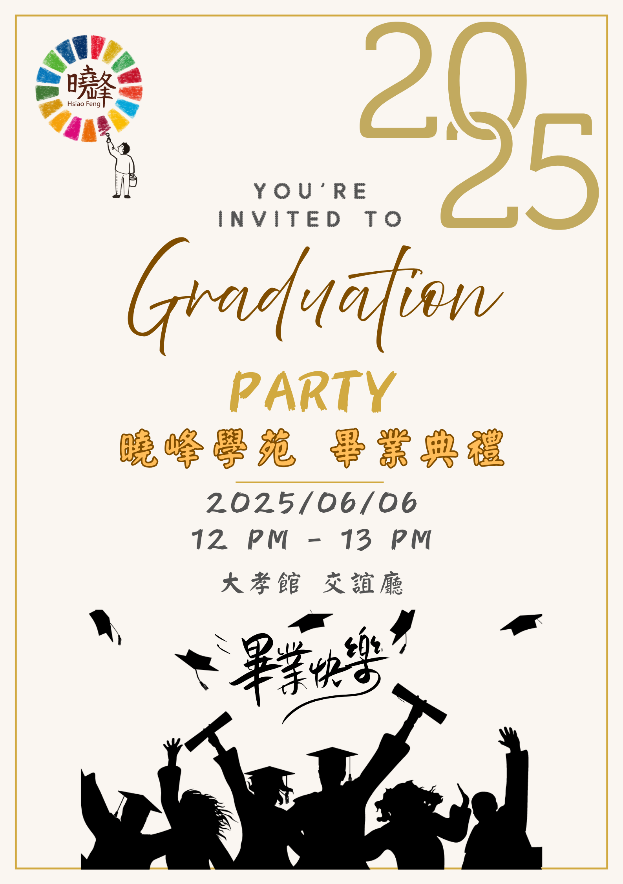 曉峰
Hsiao Feng
2025
YOU'RE
INVITED TO
Graduation
PARTY
曉峰學苑 畢業典禮
2025/06/06
12 PM - 13 PM
大孝館 交誼廳
畢業快樂